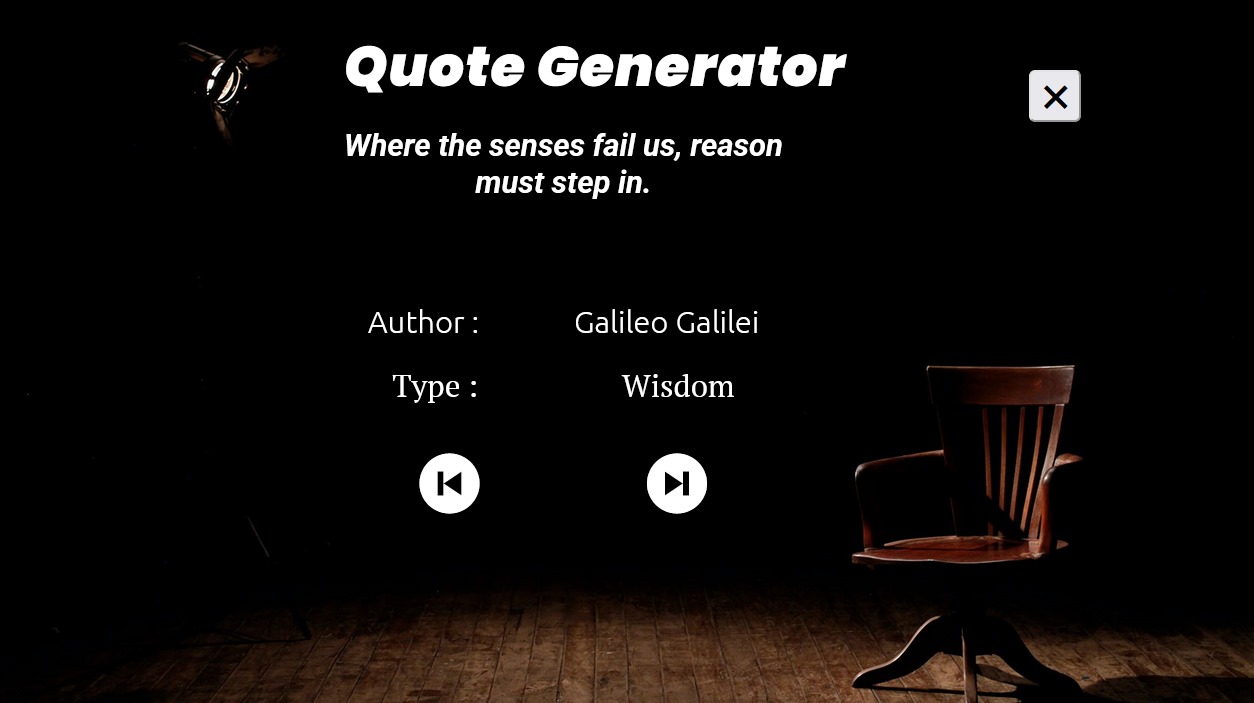 Quote Generator
Where the senses fail us, reason
must step in.
Author : Galileo Galilei
Type : Wisdom